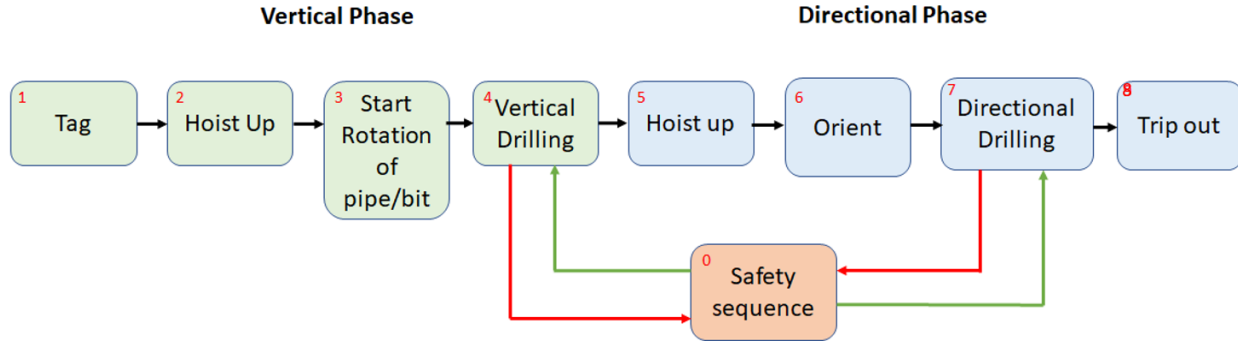 Vertical Phase
Directional Phase
1
Tag
2
Hoist Up
3
Start
Rotation
of
pipe/bit
4
Vertical
Drilling
5
Hoist up
6
Orient
7
Directional
Drilling
Trip out
0
Safety
sequence